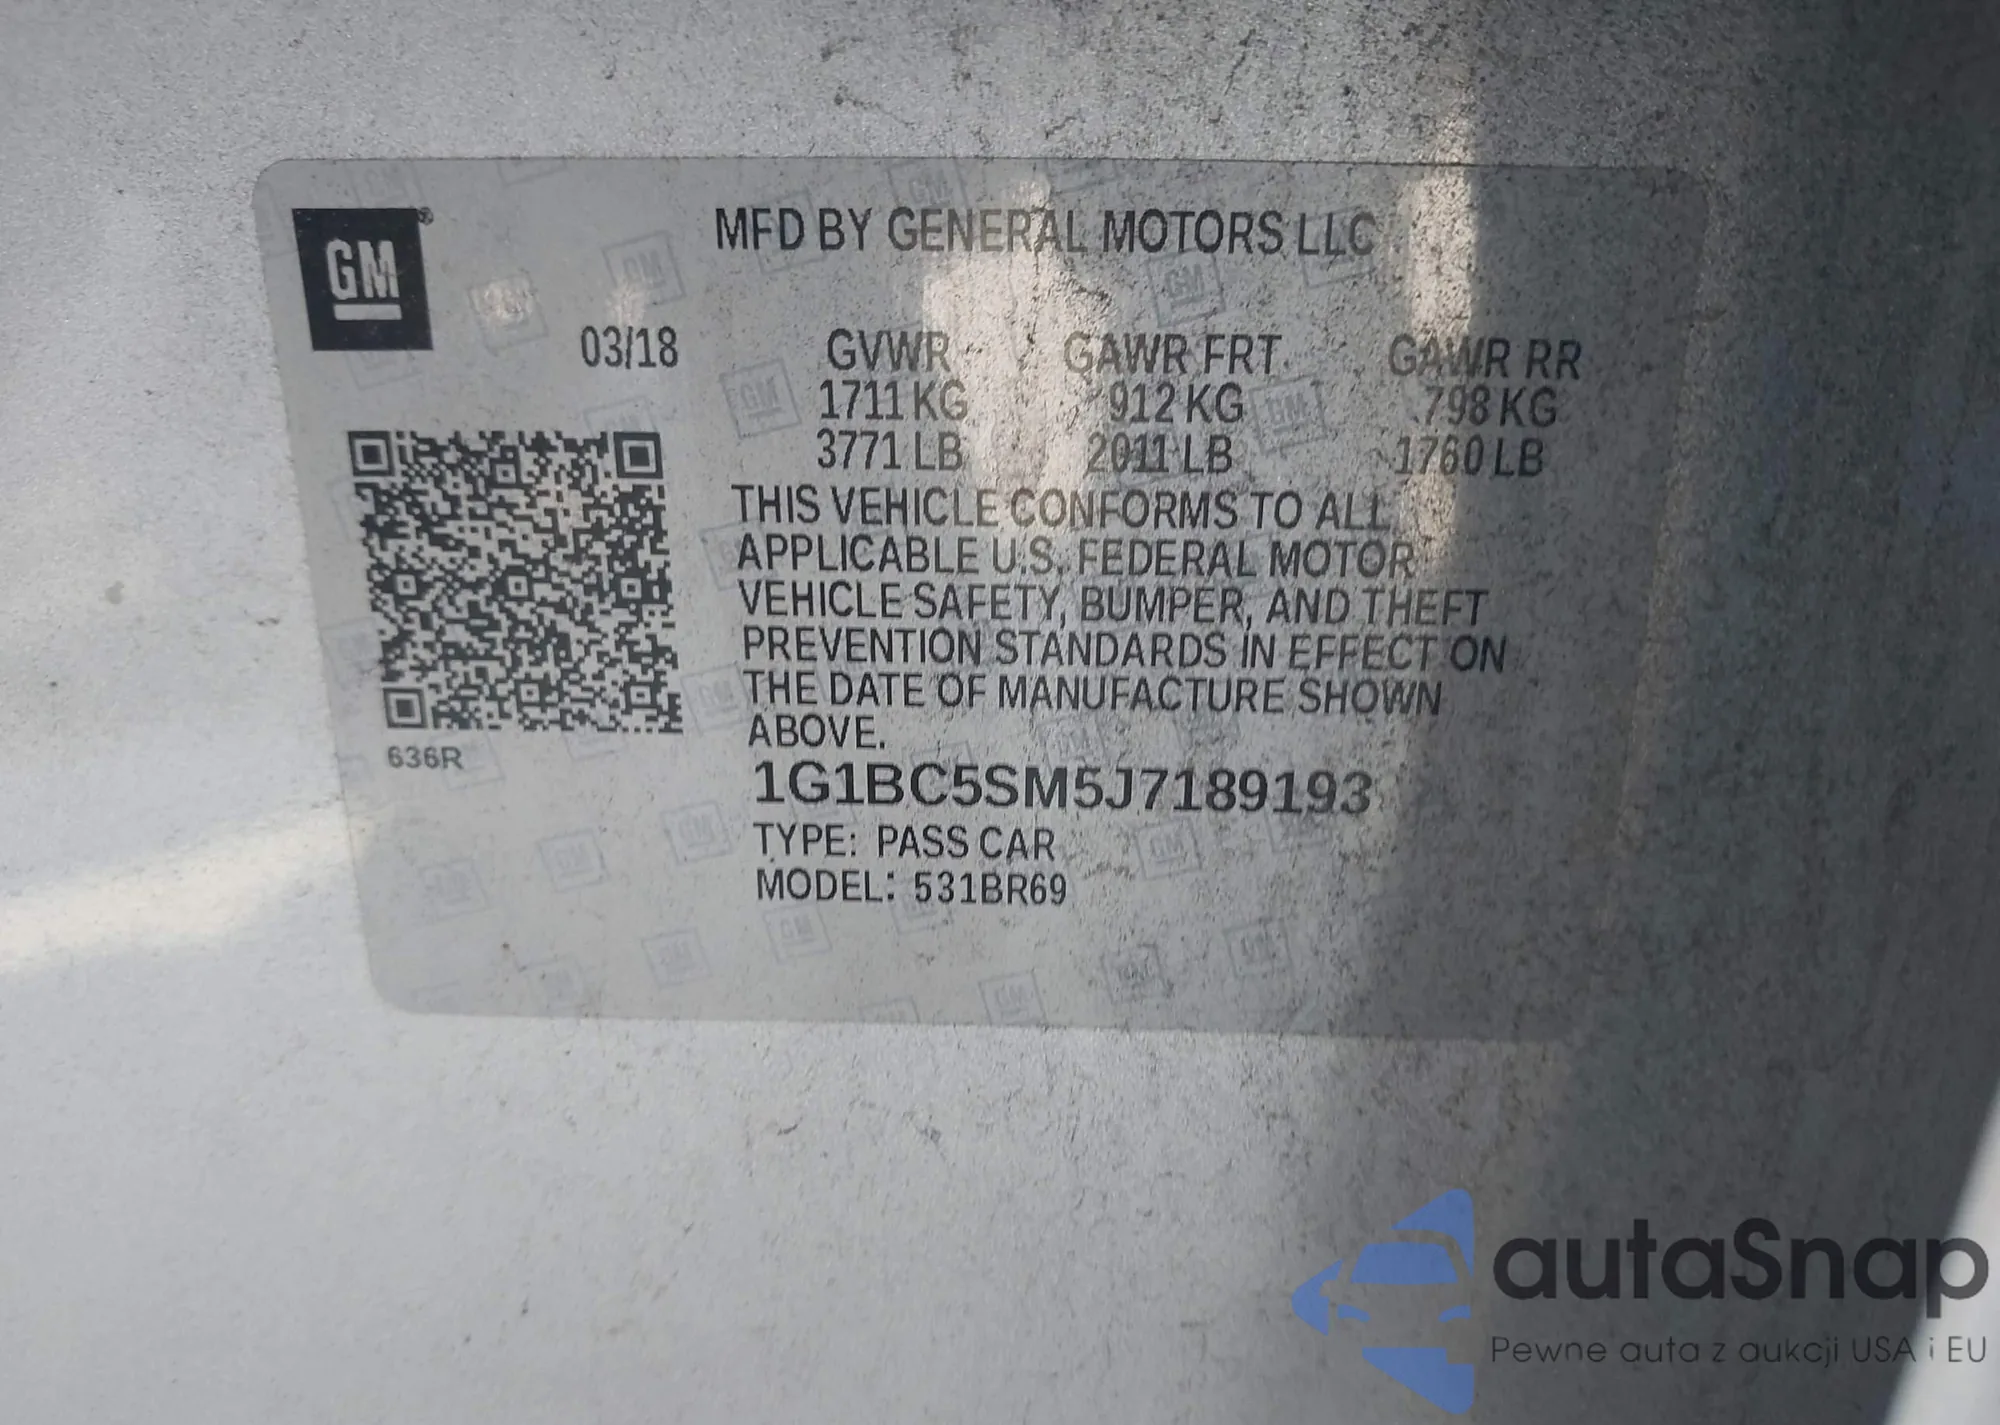 GM®
MFD BY GENERAL MOTORS LLC
03/18 GVWR GAWR FRT GAWR RR
1711 KG 912 KG 798 KG
3771 LB 2011 LB 1760 LB
THIS VEHICLE CONFORMS TO ALL
APPLICABLE U.S. FEDERAL MOTOR
VEHICLE SAFETY, BUMPER, AND THEFT
PREVENTION STANDARDS IN EFFECT ON
THE DATE OF MANUFACTURE SHOWN
ABOVE.
636R
1G1BC5SM5J7189193
TYPE: PASS CAR
MODEL: 531BR69
autaSnap
Pewne auta z aukcji USA i EU